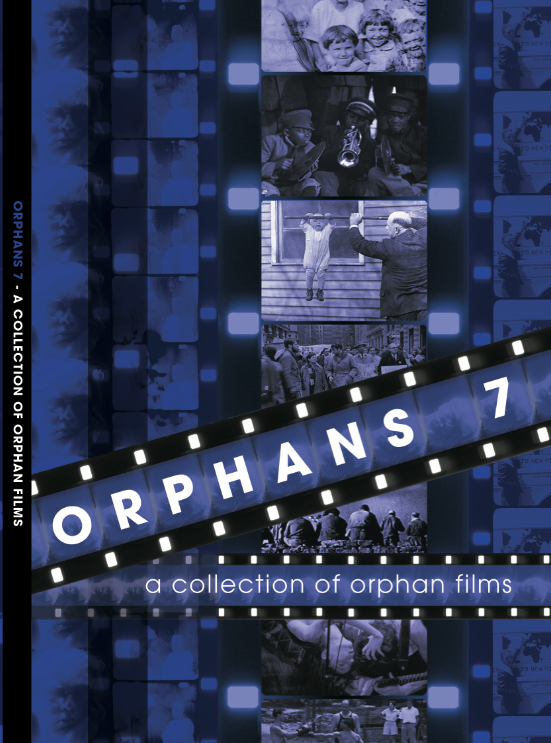 ORPHANS 7 - A COLLECTION OF ORPHAN FILMS
ORPHANS 7
a collection of orphan films